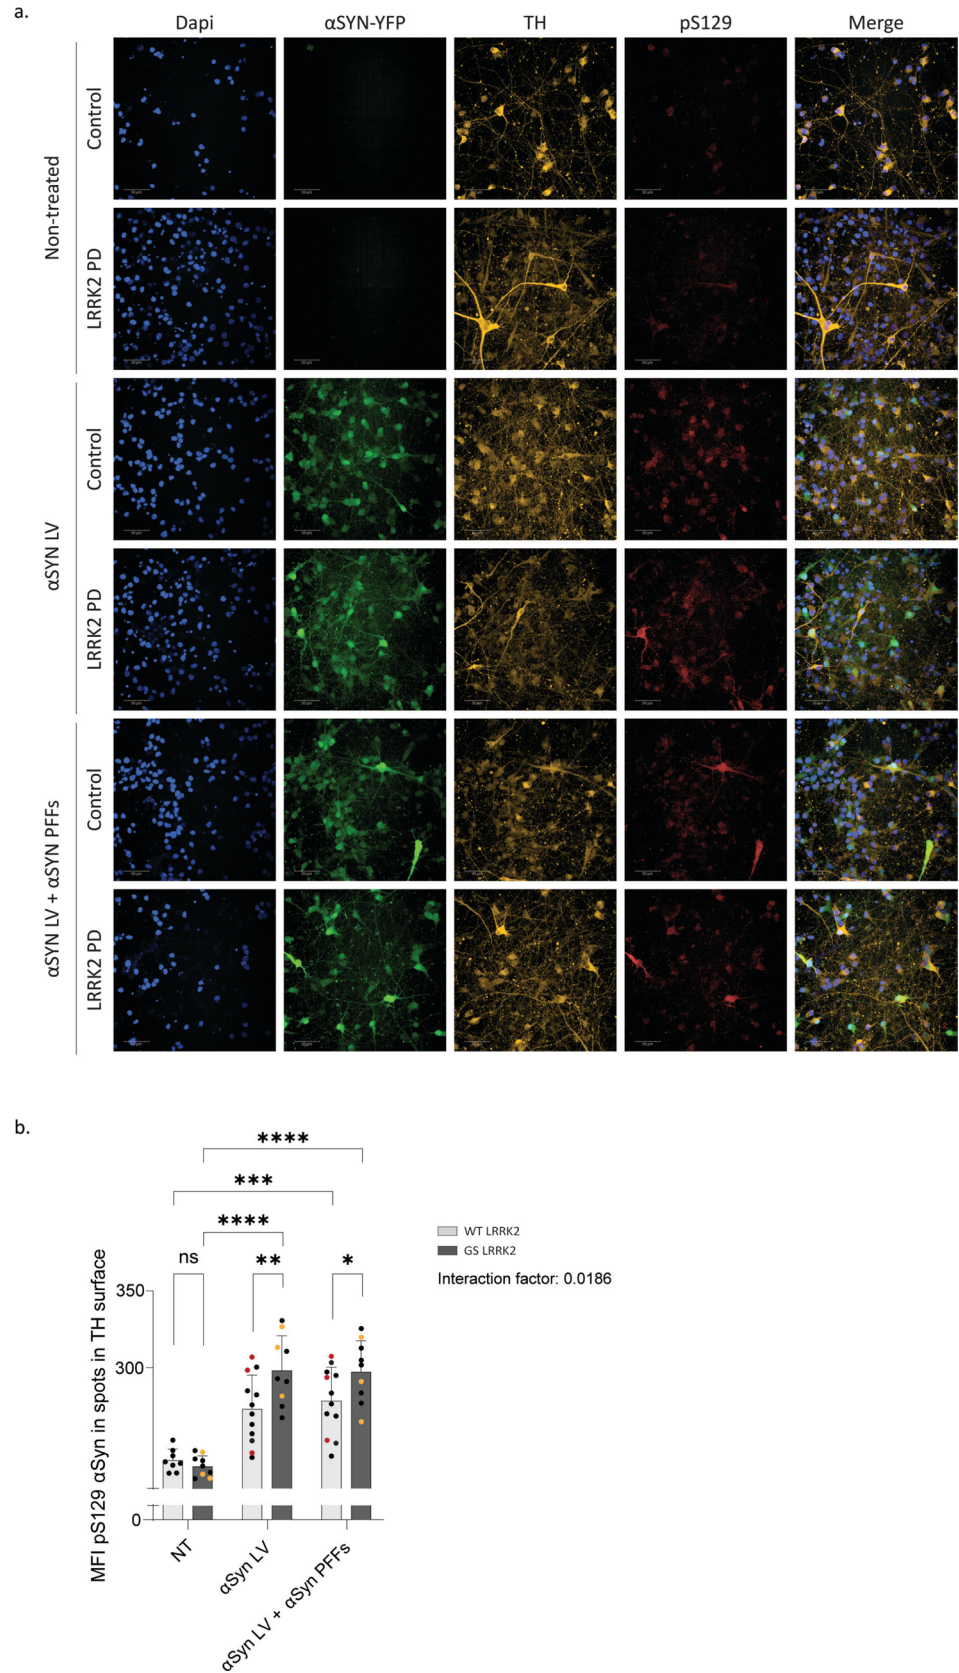 a.
Dapi αSYN-YFP TH pS129 Merge
Non-treated
Control
LRRK2 PD
αSYN LV
Control
LRRK2 PD
αSYN LV + αSYN PFFs
Control
LRRK2 PD
b.
****
***
****
ns ** *
WT LRRK2
GS LRRK2
Interaction factor: 0.0186
MFI pS129 αSyn in spots in TH surface
350
300
0
NT
αSyn LV
αSyn LV + αSyn PFFs